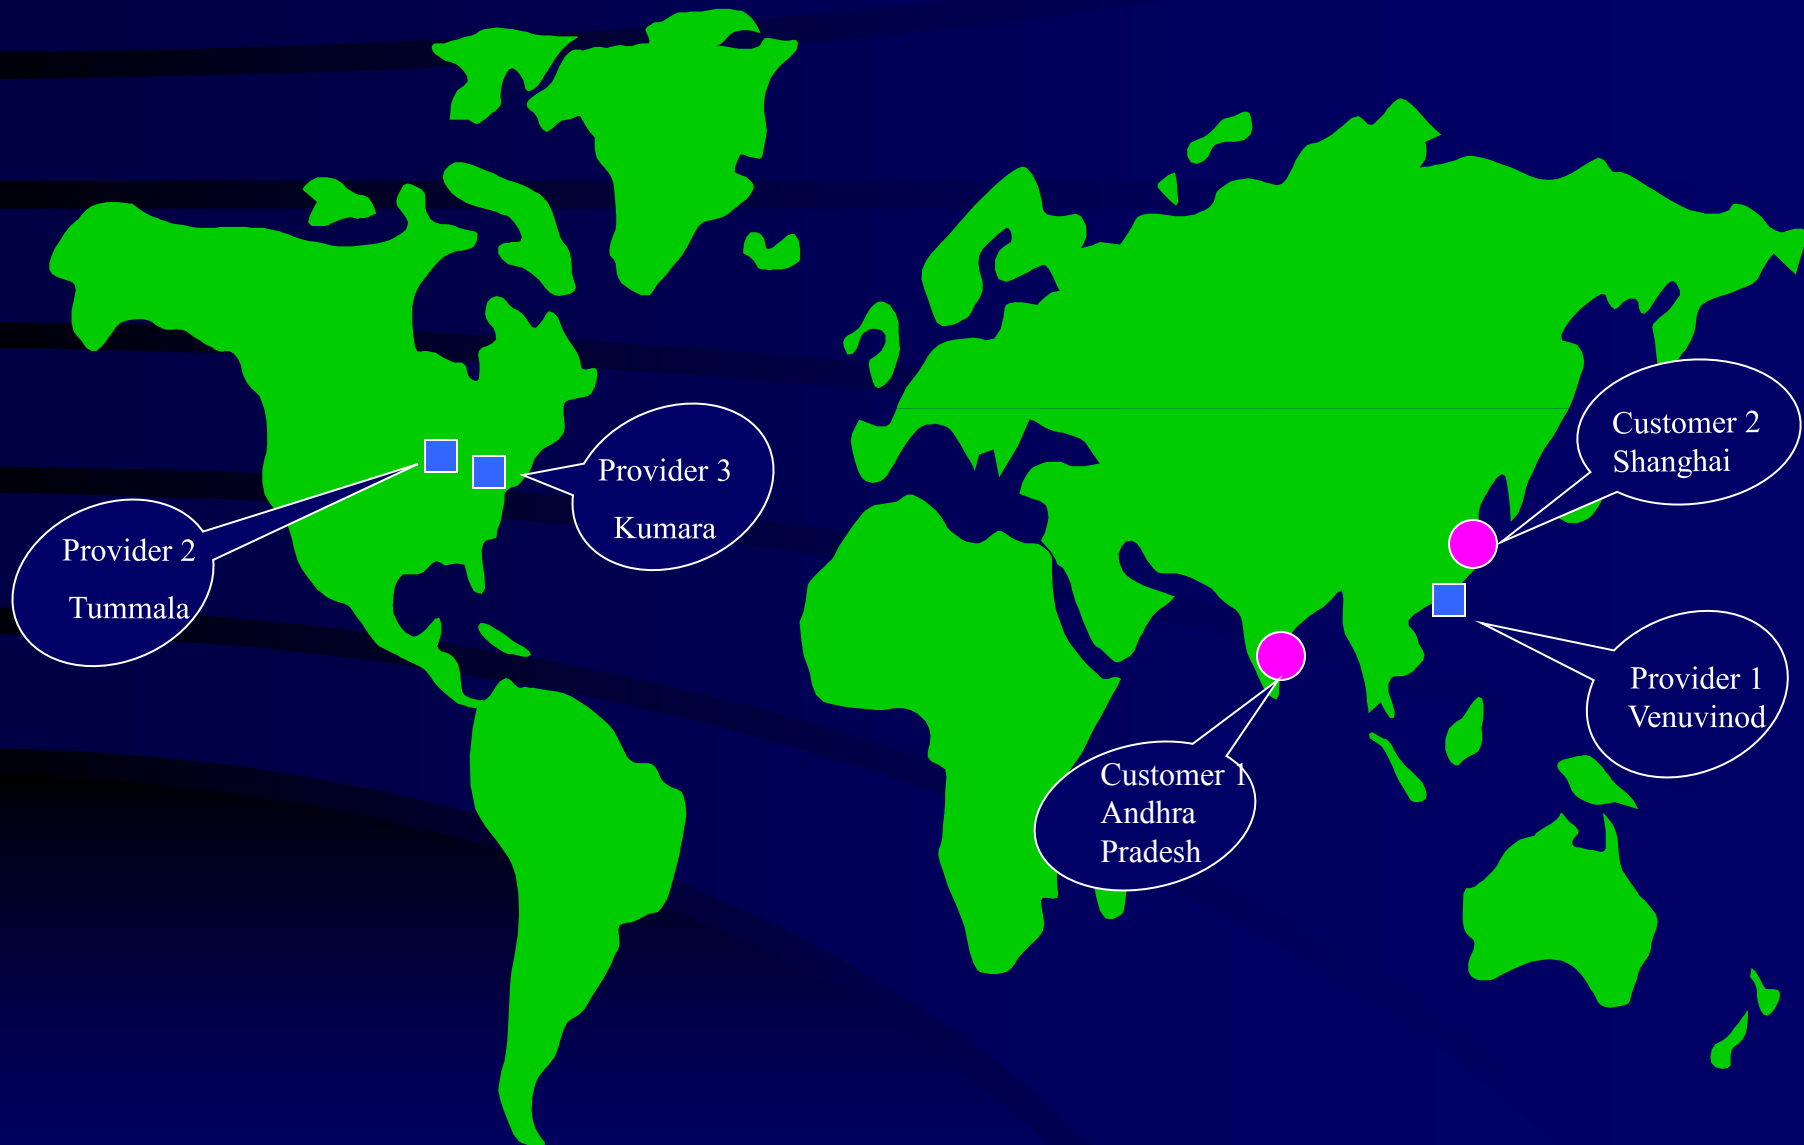 Customer 2
Shanghai
Provider 3
Kumara
Provider 2
Tummala
Provider 1
Venuvinod
Customer 1
Andhra
Pradesh